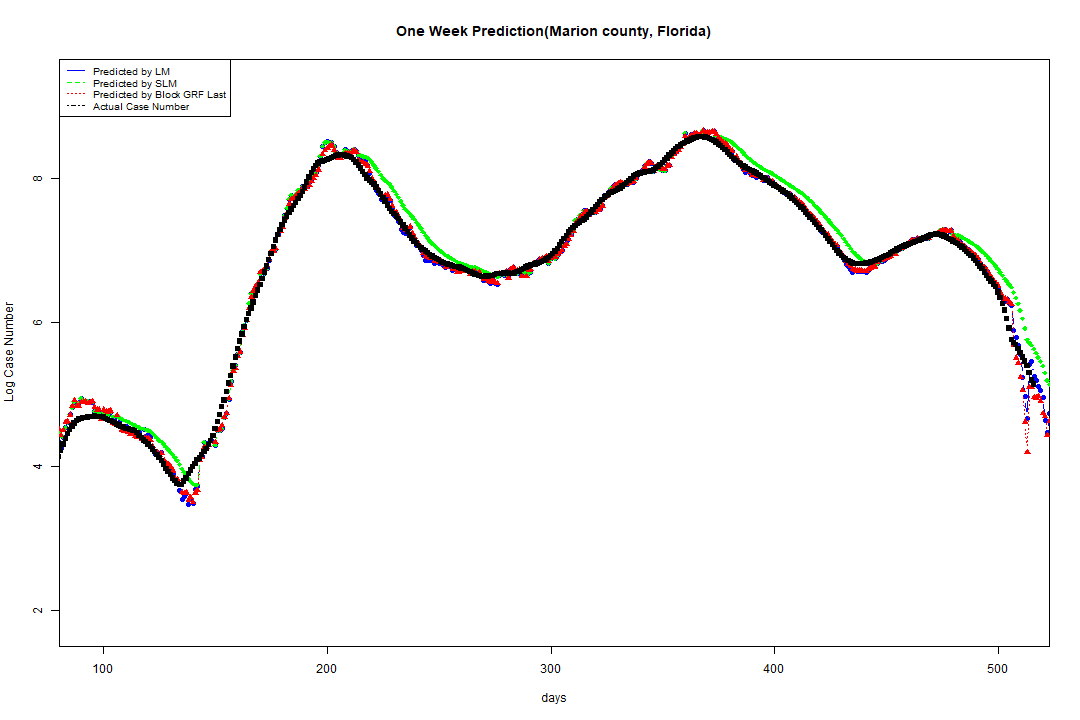 One Week Prediction(Marion county, Florida)
Predicted by LM
Predicted by SLM
Predicted by Block GRF Last
Actual Case Number
Log Case Number
8
6
4
2
100 200 300 400 500
days